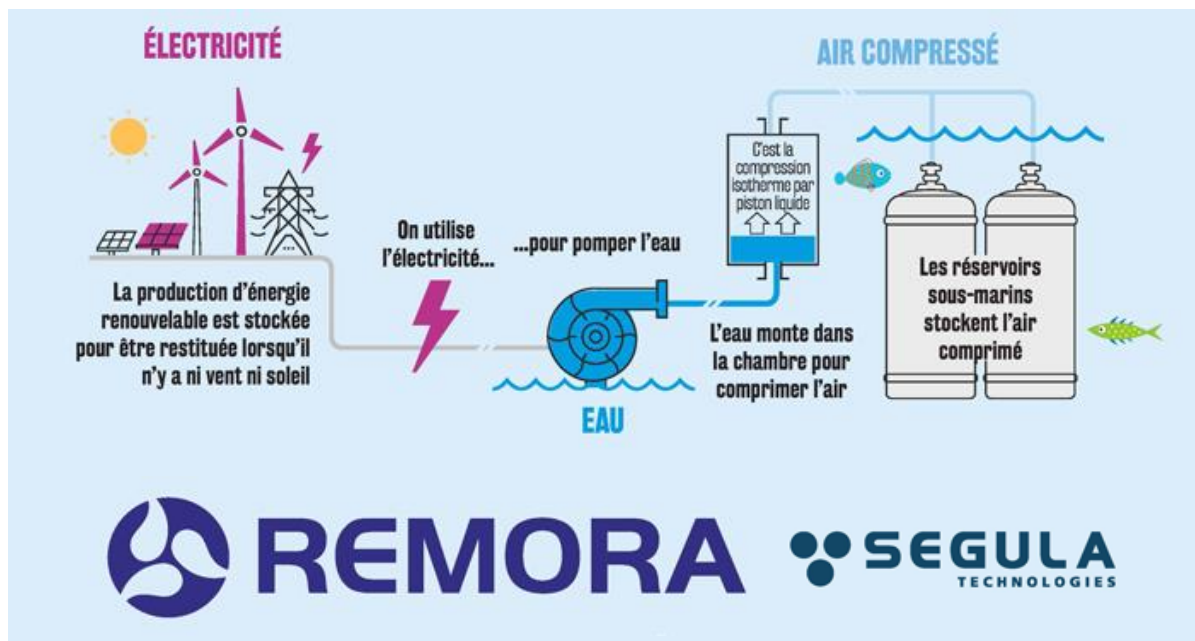 ÉLECTRICITÉ
La production d'énergie
renouvelable est stockée
pour être restituée lorsqu'il
n'y a ni vent ni soleil
On utilise
l'électricité...
...pour pomper l'eau
EAU
AIR COMPRESSÉ
C'est la
compression
isotherme par
piston liquide
L'eau monte dans
la chambre pour
comprimer l'air
Les réservoirs
sous-marins
stockent l'air
comprimé
REMORA
SEGULA
TECHNOLOGIES